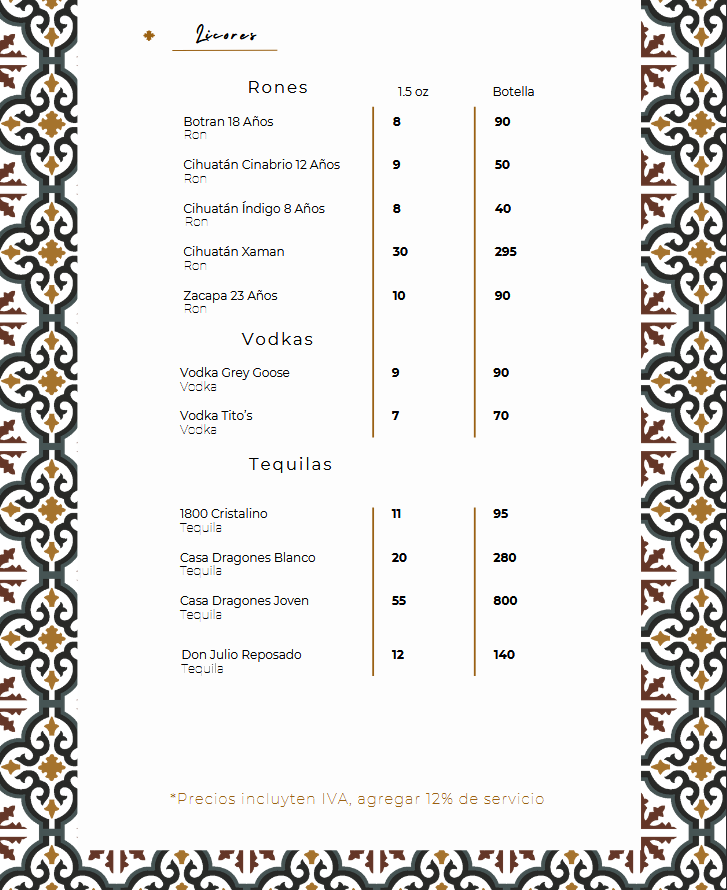 Licores
Rones 1.5 oz Botella
Botran 18 Años 8 90
Ron
Cihuatán Cinabrio 12 Años 9 50
Ron
Cihuatán Índigo 8 Años 8 40
Ron
Cihuatán Xaman 30 295
Ron
Zacapa 23 Años 10 90
Ron
Vodkas
Vodka Grey Goose 9 90
Vodka
Vodka Tito's 7 70
Vodka
Tequilas
1800 Cristalino 11 95
Tequila
Casa Dragones Blanco 20 280
Tequila
Casa Dragones Joven 55 800
Tequila
Don Julio Reposado 12 140
Tequila
*Precios incluyten IVA, agregar 12% de servicio